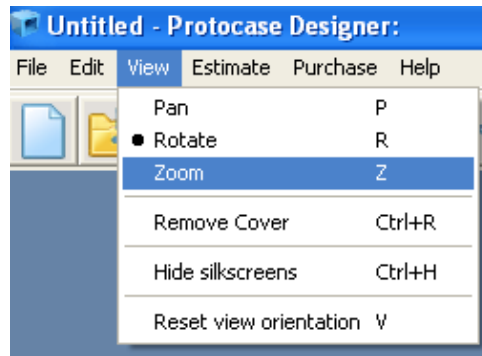 Untitled - Protocase Designer:
File Edit View Estimate Purchase Help
Pan P
Rotate R
Zoom Z
Remove Cover Ctrl+R
Hide silkscreens Ctrl+H
Reset view orientation V